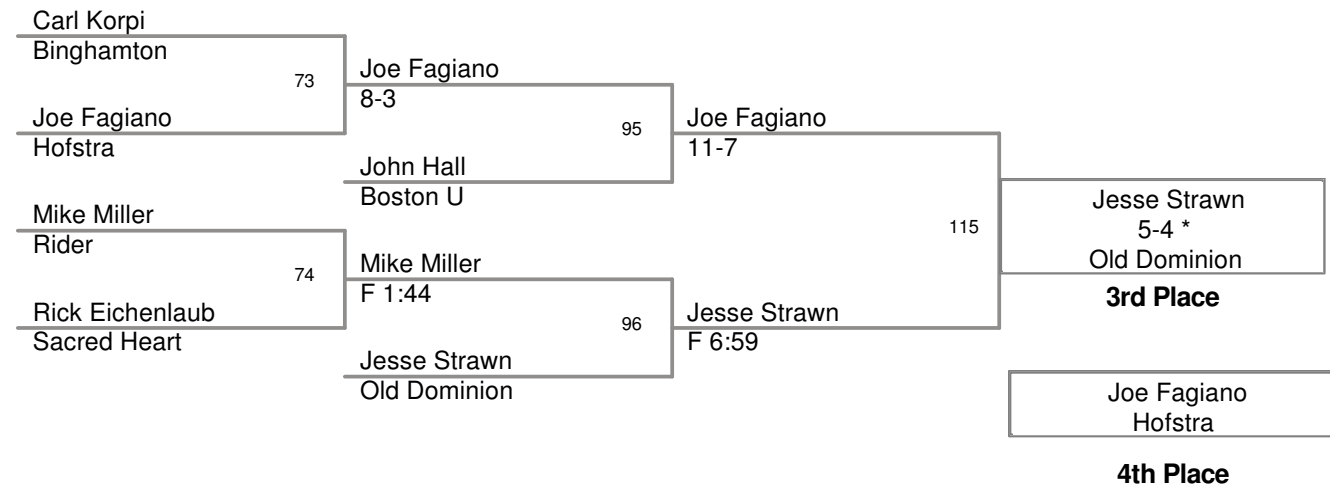 Carl Korpi
Binghamton
73
Joe Fagiano
8-3
Joe Fagiano
Hofstra
95
Joe Fagiano
11-7
John Hall
Boston U
Mike Miller
Rider
115
Jesse Strawn
5-4 *
Old Dominion
3rd Place
74
Mike Miller
F 1:44
Rick Eichenlaub
Sacred Heart
96
Jesse Strawn
F 6:59
Jesse Strawn
Old Dominion
Joe Fagiano
Hofstra
4th Place